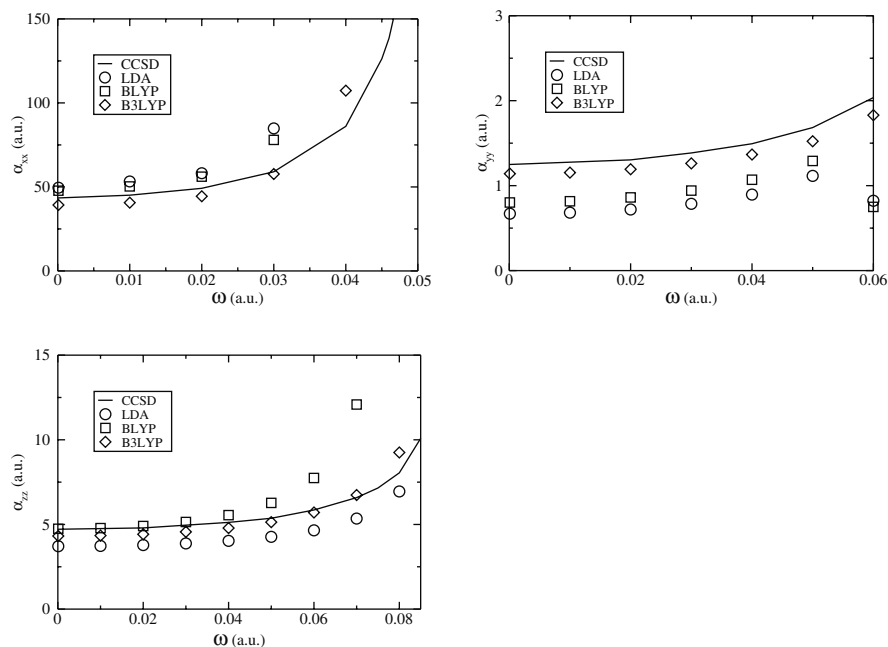 150
100
50
0
α_xx (a.u.)
CCSD
LDA
BLYP
B3LYP
0 0.01 0.02 0.03 0.04 0.05
ω (a.u.)
3
2
1
0
α_yy (a.u.)
CCSD
LDA
BLYP
B3LYP
0 0.02 0.04 0.06
ω (a.u.)
15
10
5
0
α_zz (a.u.)
CCSD
LDA
BLYP
B3LYP
0 0.02 0.04 0.06 0.08
ω (a.u.)